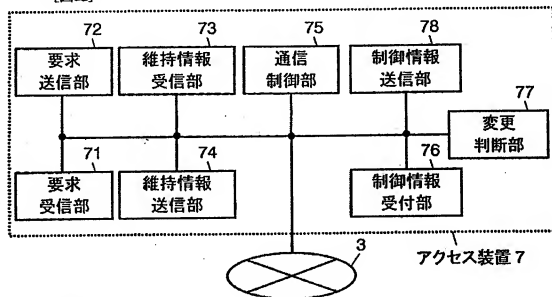 72
要求
送信部
73
維持情報
受信部
75
通信
制御部
78
制御情報
送信部
77
変更
判断部
71
要求
受信部
74
維持情報
送信部
76
制御情報
受付部
3
アクセス装置7